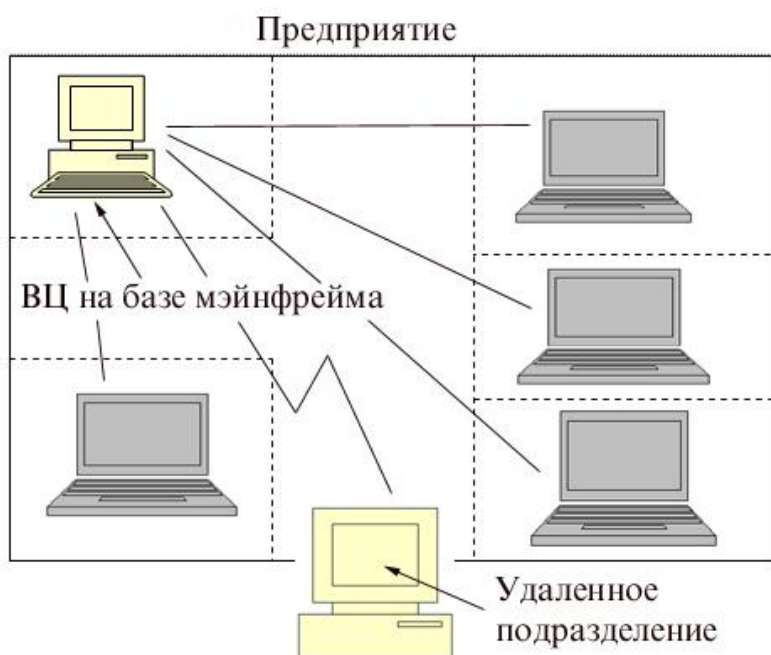 Предприятие
ВЦ на базе мэйнфрейма
Удаленное
подразделение